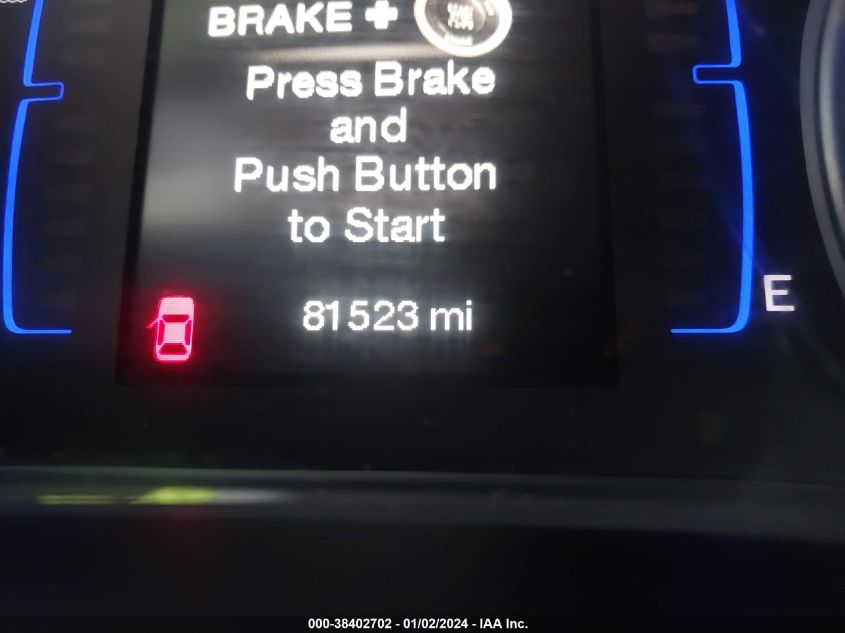 BRAKE +
Press Brake
and
Push Button
to Start
81523 mi
E
000-38402702 - 01/02/2024 - IAA Inc.